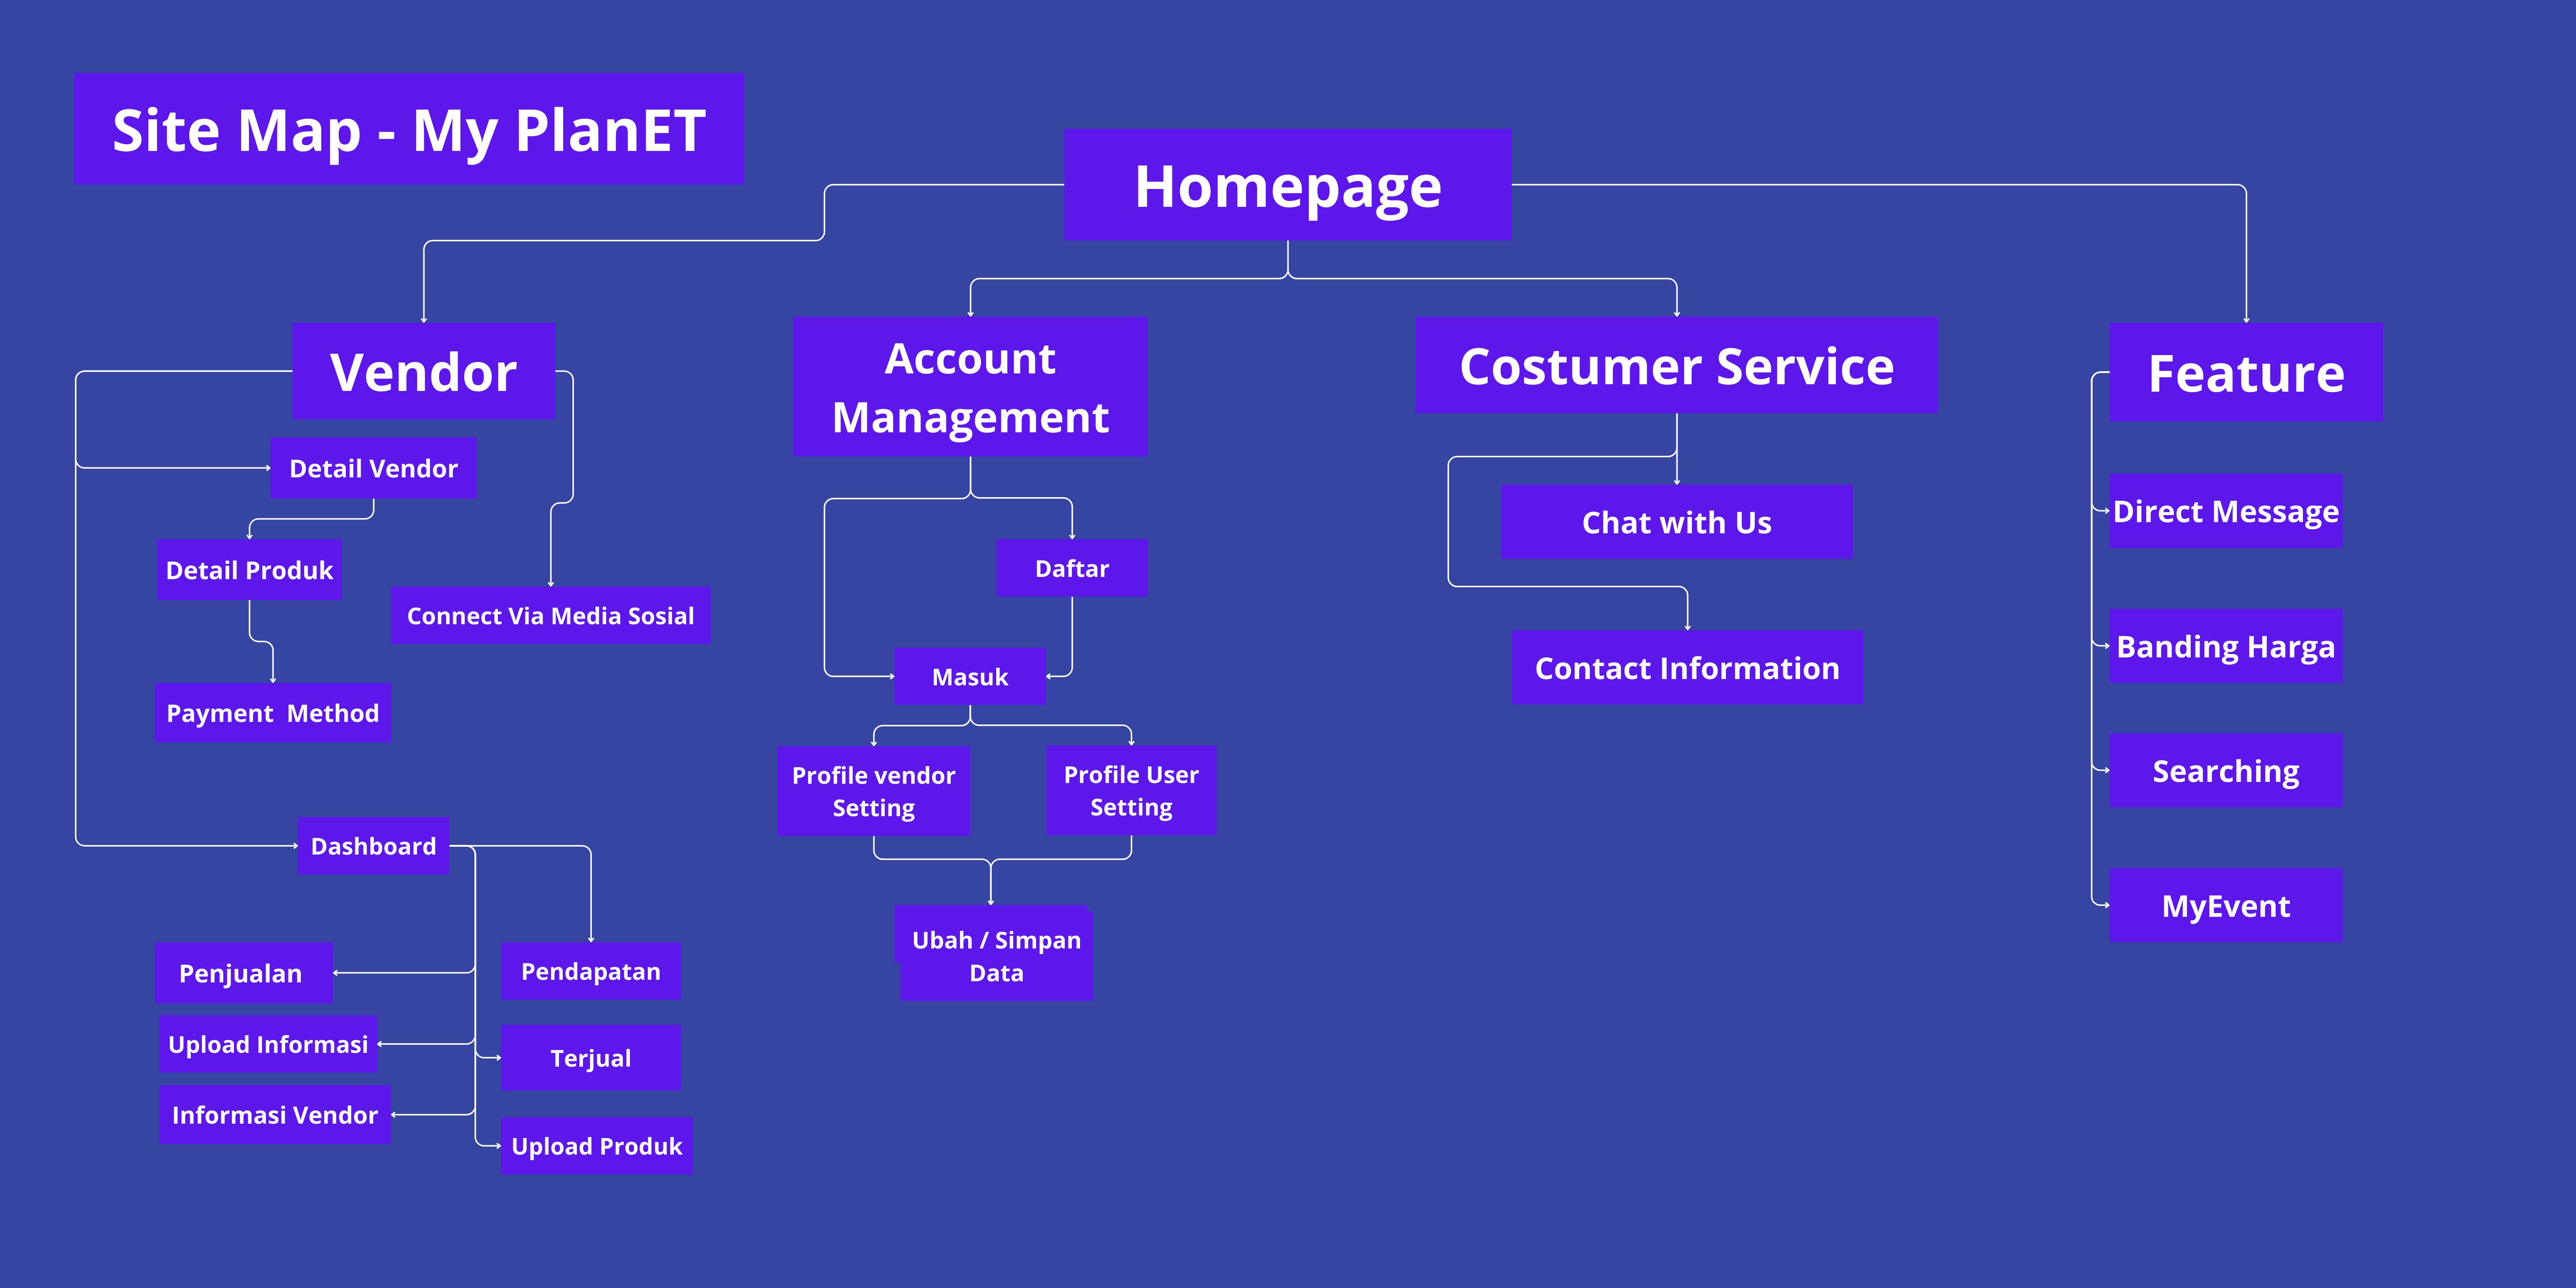 Site Map - My PlanET
Homepage
Vendor
Detail Vendor
Detail Produk
Connect Via Media Sosial
Payment  Method
Dashboard
Penjualan
Pendapatan
Upload Informasi
Terjual
Informasi Vendor
Upload Produk
Account
Management
Daftar
Masuk
Profile vendor
Setting
Profile User
Setting
Ubah / Simpan
Data
Costumer Service
Chat with Us
Contact Information
Feature
Direct Message
Banding Harga
Searching
MyEvent